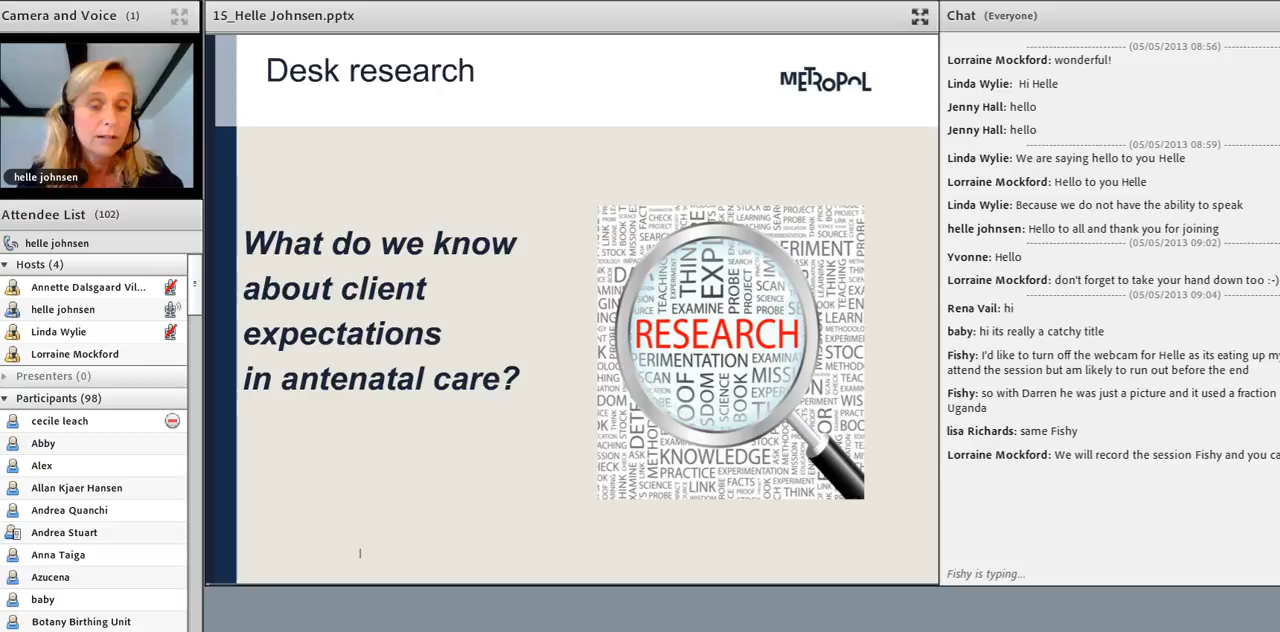 Camera and Voice (1)
helle johnsen
Attendee List (102)
helle johnsen
Hosts (4)
Annette Dalsgaard Vil...
helle johnsen
Linda Wylie
Lorraine Mockford
Presenters (0)
Participants (98)
cecile leach
Abby
Alex
Allan Kjaer Hansen
Andrea Quanchi
Andrea Stuart
Anna Taiga
Azucena
baby
Botany Birthing Unit
15_Helle Johnsen.pptx
Desk research
METROPOL
What do we know
about client
expectations
in antenatal care?
EXAMINE
RESEARCH
PERIMENTATION
KNOWLEDGE
PRACTICE
Chat (Everyone)
(05/05/2013 08:56)
Lorraine Mockford: wonderful!
Linda Wylie: Hi Helle
Jenny Hall: hello
Jenny Hall: hello
(05/05/2013 08:59)
Linda Wylie: We are saying hello to you Helle
Lorraine Mockford: Hello to you Helle
Linda Wylie: Because we do not have the ability to speak
helle johnsen: Hello to all and thank you for joining
(05/05/2013 09:02)
Yvonne: Hello
Lorraine Mockford: don't forget to take your hand down too :-)
(05/05/2013 09:04)
Rena Vail: hi
baby: hi its really a catchy title
Fishy: I'd like to turn off the webcam for Helle as its eating up my
attend the session but am likely to run out before the end
Fishy: so with Darren he was just a picture and it used a fraction
Uganda
lisa Richards: same Fishy
Lorraine Mockford: We will record the session Fishy and you ca
Fishy is typing...